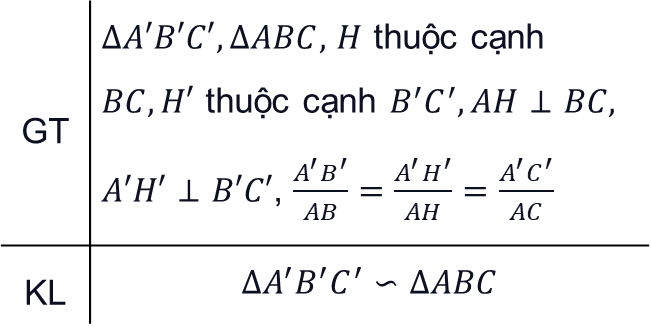 GT
ΔA′B′C′, ΔABC, H thuộc cạnh
BC, H′ thuộc cạnh B′C′, AH ⊥ BC,
A′H′ ⊥ B′C′, A′B′/AB = A′H′/AH = A′C′/AC
KL
ΔA′B′C′ ∽ ΔABC